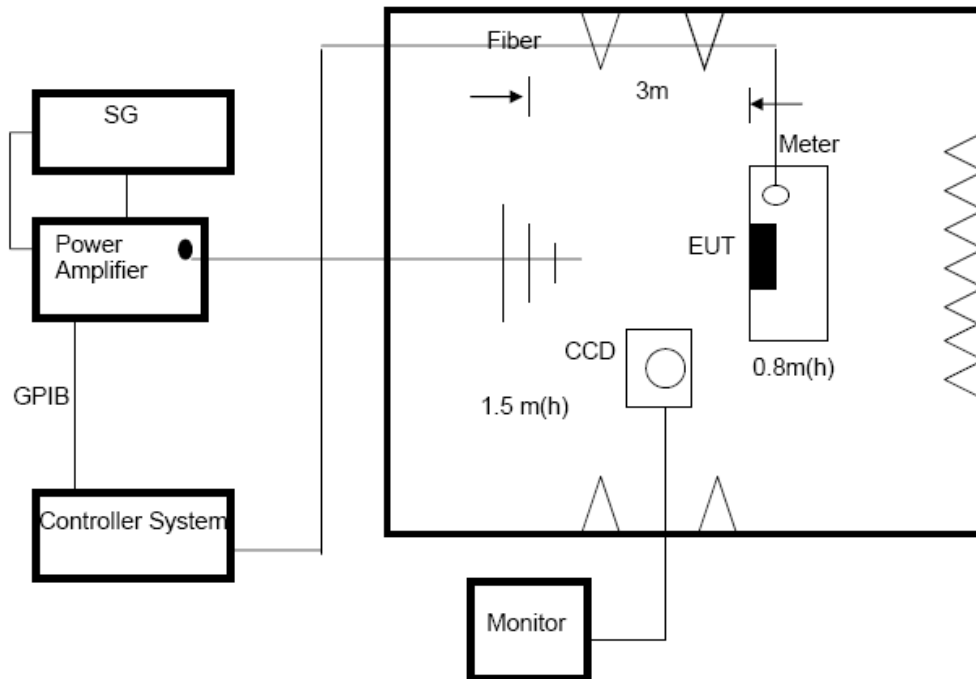 Fiber
SG
3m
Meter
Power
Amplifier
EUT
CCD
0.8m(h)
GPIB
1.5 m(h)
Controller System
Monitor